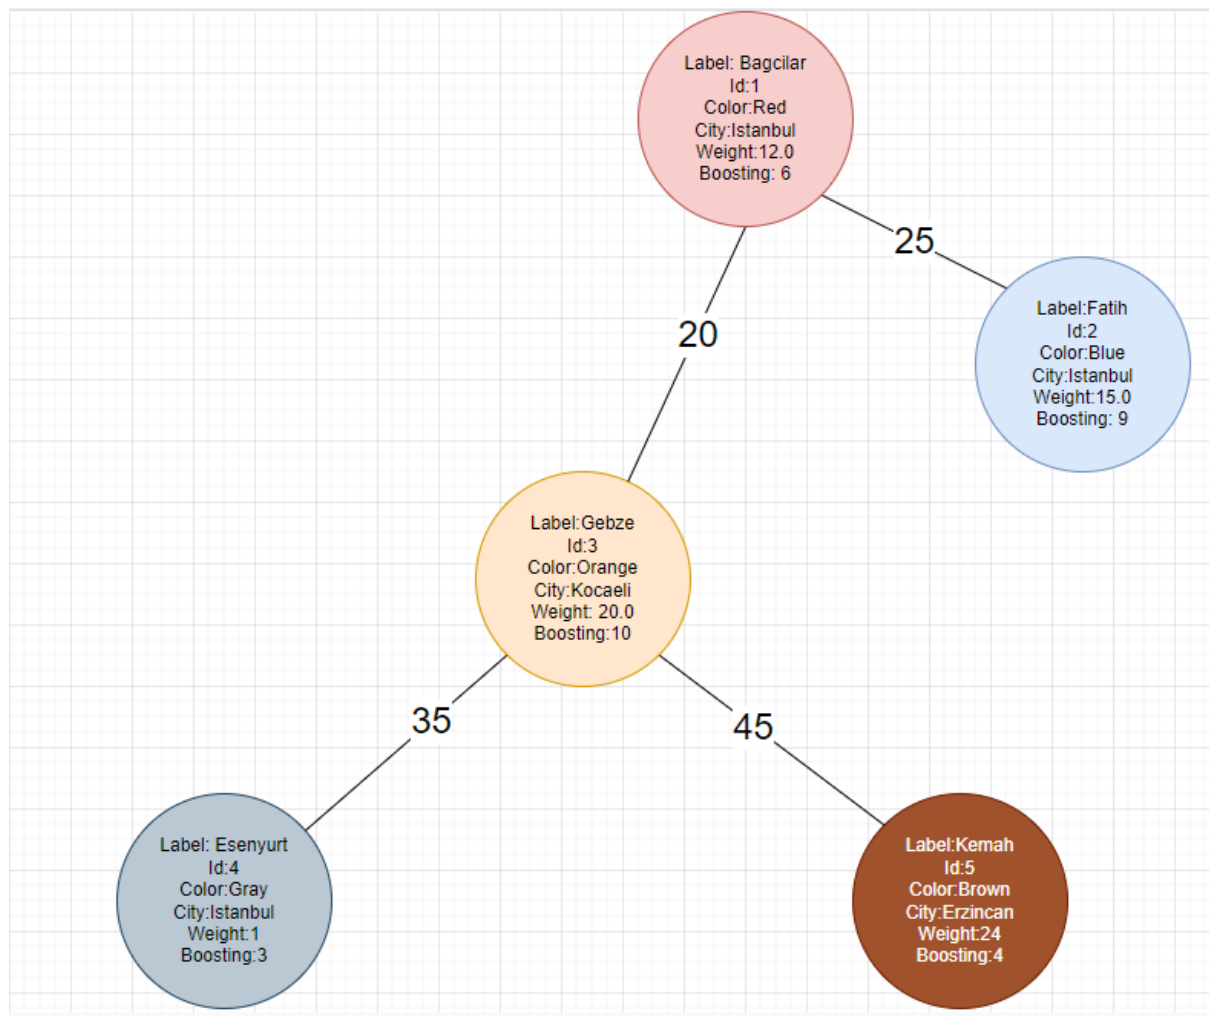 Label: Bagcilar
Id:1
Color:Red
City:Istanbul
Weight:12.0
Boosting: 6
25
Label:Fatih
Id:2
Color:Blue
City:Istanbul
Weight:15.0
Boosting: 9
20
Label:Gebze
Id:3
Color:Orange
City:Kocaeli
Weight: 20.0
Boosting:10
35
45
Label: Esenyurt
Id:4
Color:Gray
City:Istanbul
Weight:1
Boosting:3
Label:Kemah
Id:5
Color:Brown
City:Erzincan
Weight:24
Boosting:4